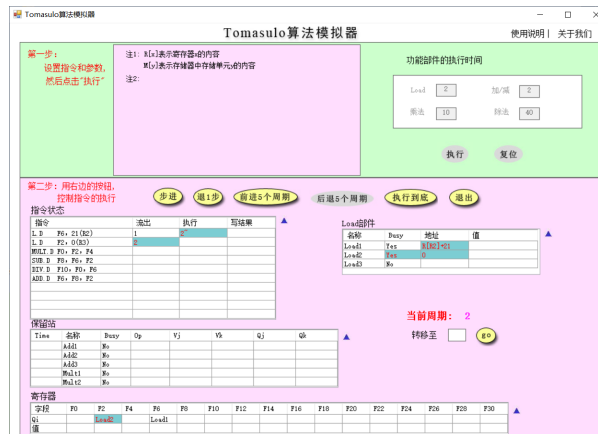 Tomasulo算法模拟器
Tomasulo算法模拟器
使用说明| 关于我们
第一步：
设置指令和参数，
然后点击"执行"
注1: R[x]表示寄存器x的内容
M[y]表示存储器中存储单元y的内容
注2:
功能部件的执行时间
Load 2 加/减 2
乘法 10 除法 40
执行 复位
第二步：用右边的按钮，
控制指令的执行
步进 退1步 前进5个周期 后退5个周期 执行到底 退出
指令状态
指令 流出 执行 写结果
L.D F6, 21(R2) 1 2~
L.D F2, 0(R3) 2
MULT.D F0, F2, F4
SUB.D F8, F6, F2
DIV.D F10, F0, F6
ADD.D F6, F8, F2
Load部件
名称 Busy 地址 值
Load1 Yes R[R2]+21
Load2 Yes 0
Load3 No
当前周期: 2
转移至 go
保留站
Time 名称 Busy Op Vj Vk Qj Qk
Add1 No
Add2 No
Add3 No
Mult1 No
Mult2 No
寄存器
字段 F0 F2 F4 F6 F8 F10 F12 F14 F16 F18 F20 F22 F24 F26 F28 F30
Qi Load2 Load1
值